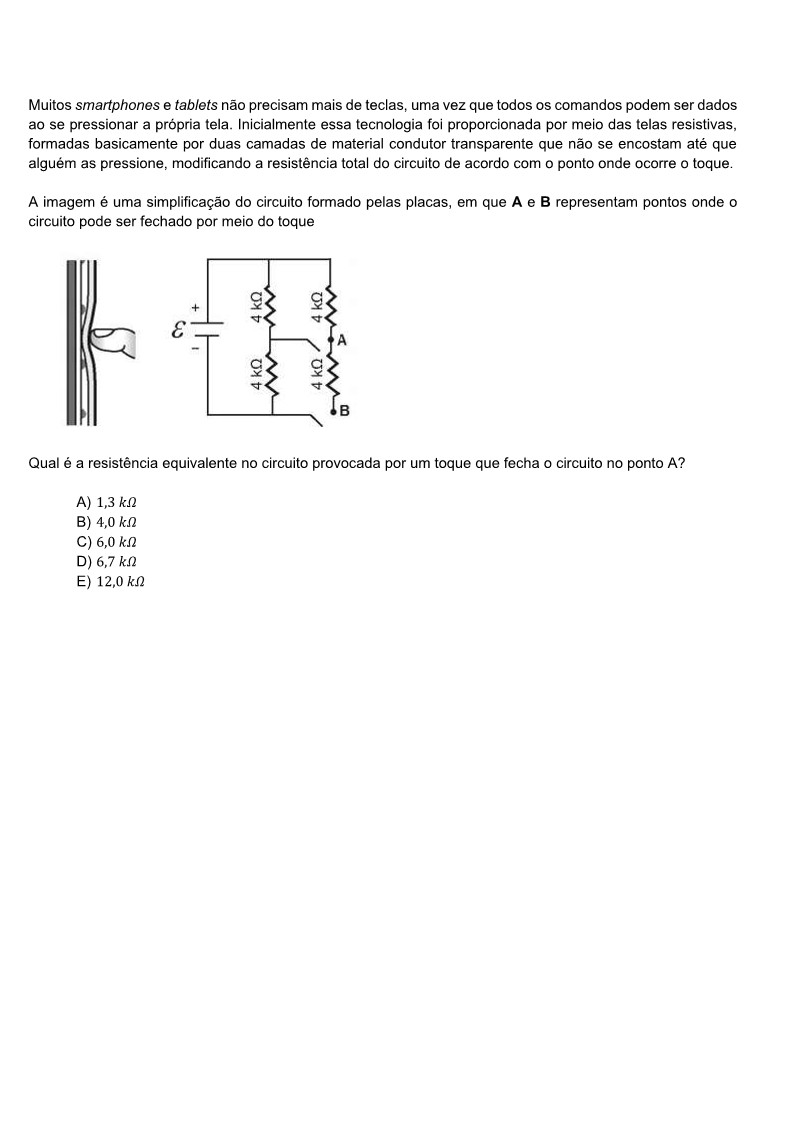 Muitos smartphones e tablets não precisam mais de teclas, uma vez que todos os comandos podem ser dados
ao se pressionar a própria tela. Inicialmente essa tecnologia foi proporcionada por meio das telas resistivas,
formadas basicamente por duas camadas de material condutor transparente que não se encostam até que
alguém as pressione, modificando a resistência total do circuito de acordo com o ponto onde ocorre o toque.
A imagem é uma simplificação do circuito formado pelas placas, em que A e B representam pontos onde o
circuito pode ser fechado por meio do toque
4 kΩ
4 kΩ
+
ℰ
−
A
4 kΩ
4 kΩ
B
Qual é a resistência equivalente no circuito provocada por um toque que fecha o circuito no ponto A?
A) 1,3 kΩ
B) 4,0 kΩ
C) 6,0 kΩ
D) 6,7 kΩ
E) 12,0 kΩ